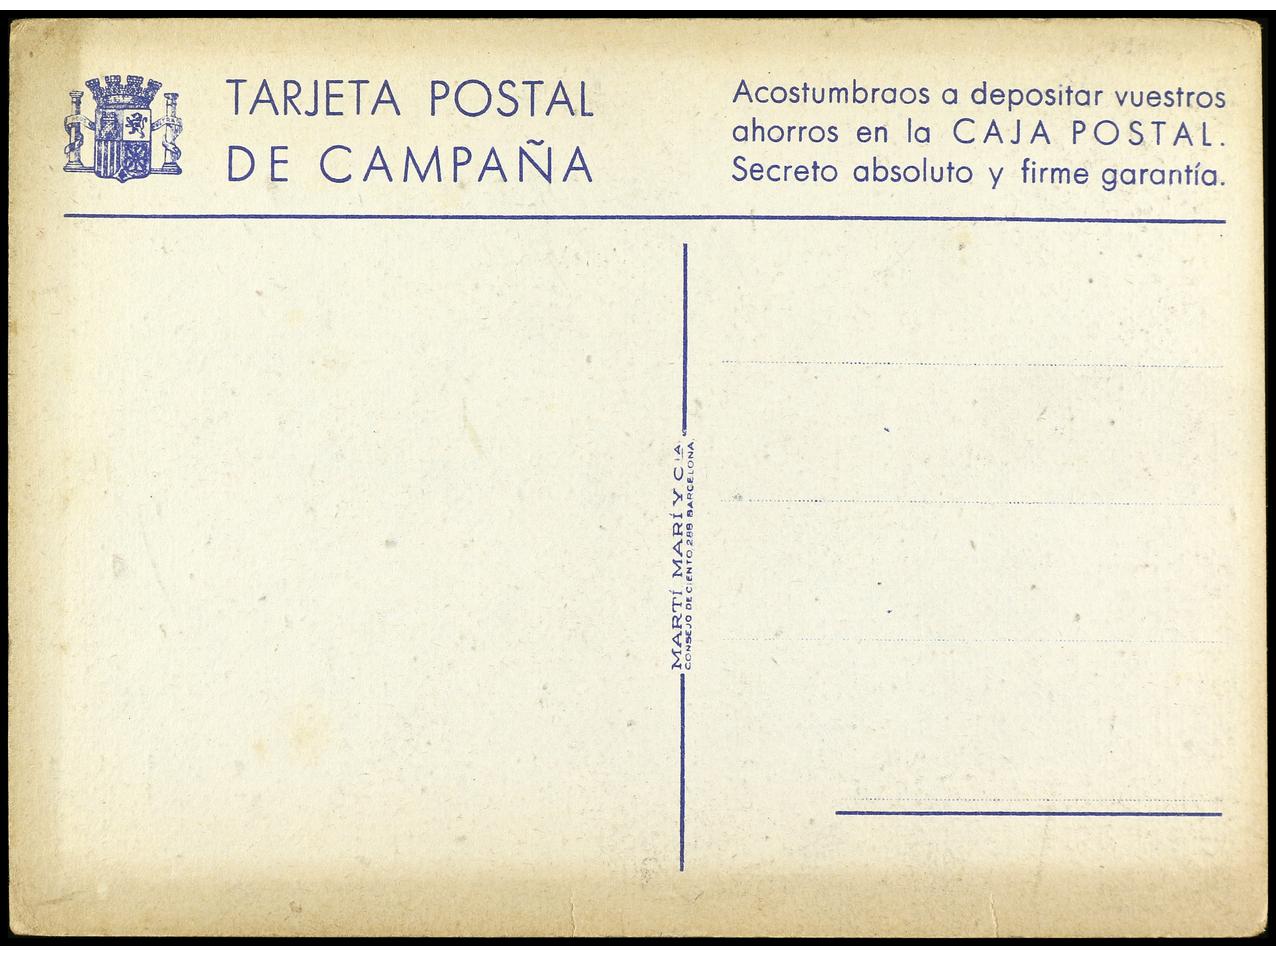 TARJETA POSTAL
DE CAMPAÑA
Acostumbraos a depositar vuestros
ahorros en la CAJA POSTAL.
Secreto absoluto y firme garantía.
MARTÍ MARÍ Y CIA.
CONSEJO DE CIENTO, 289 BARCELONA.